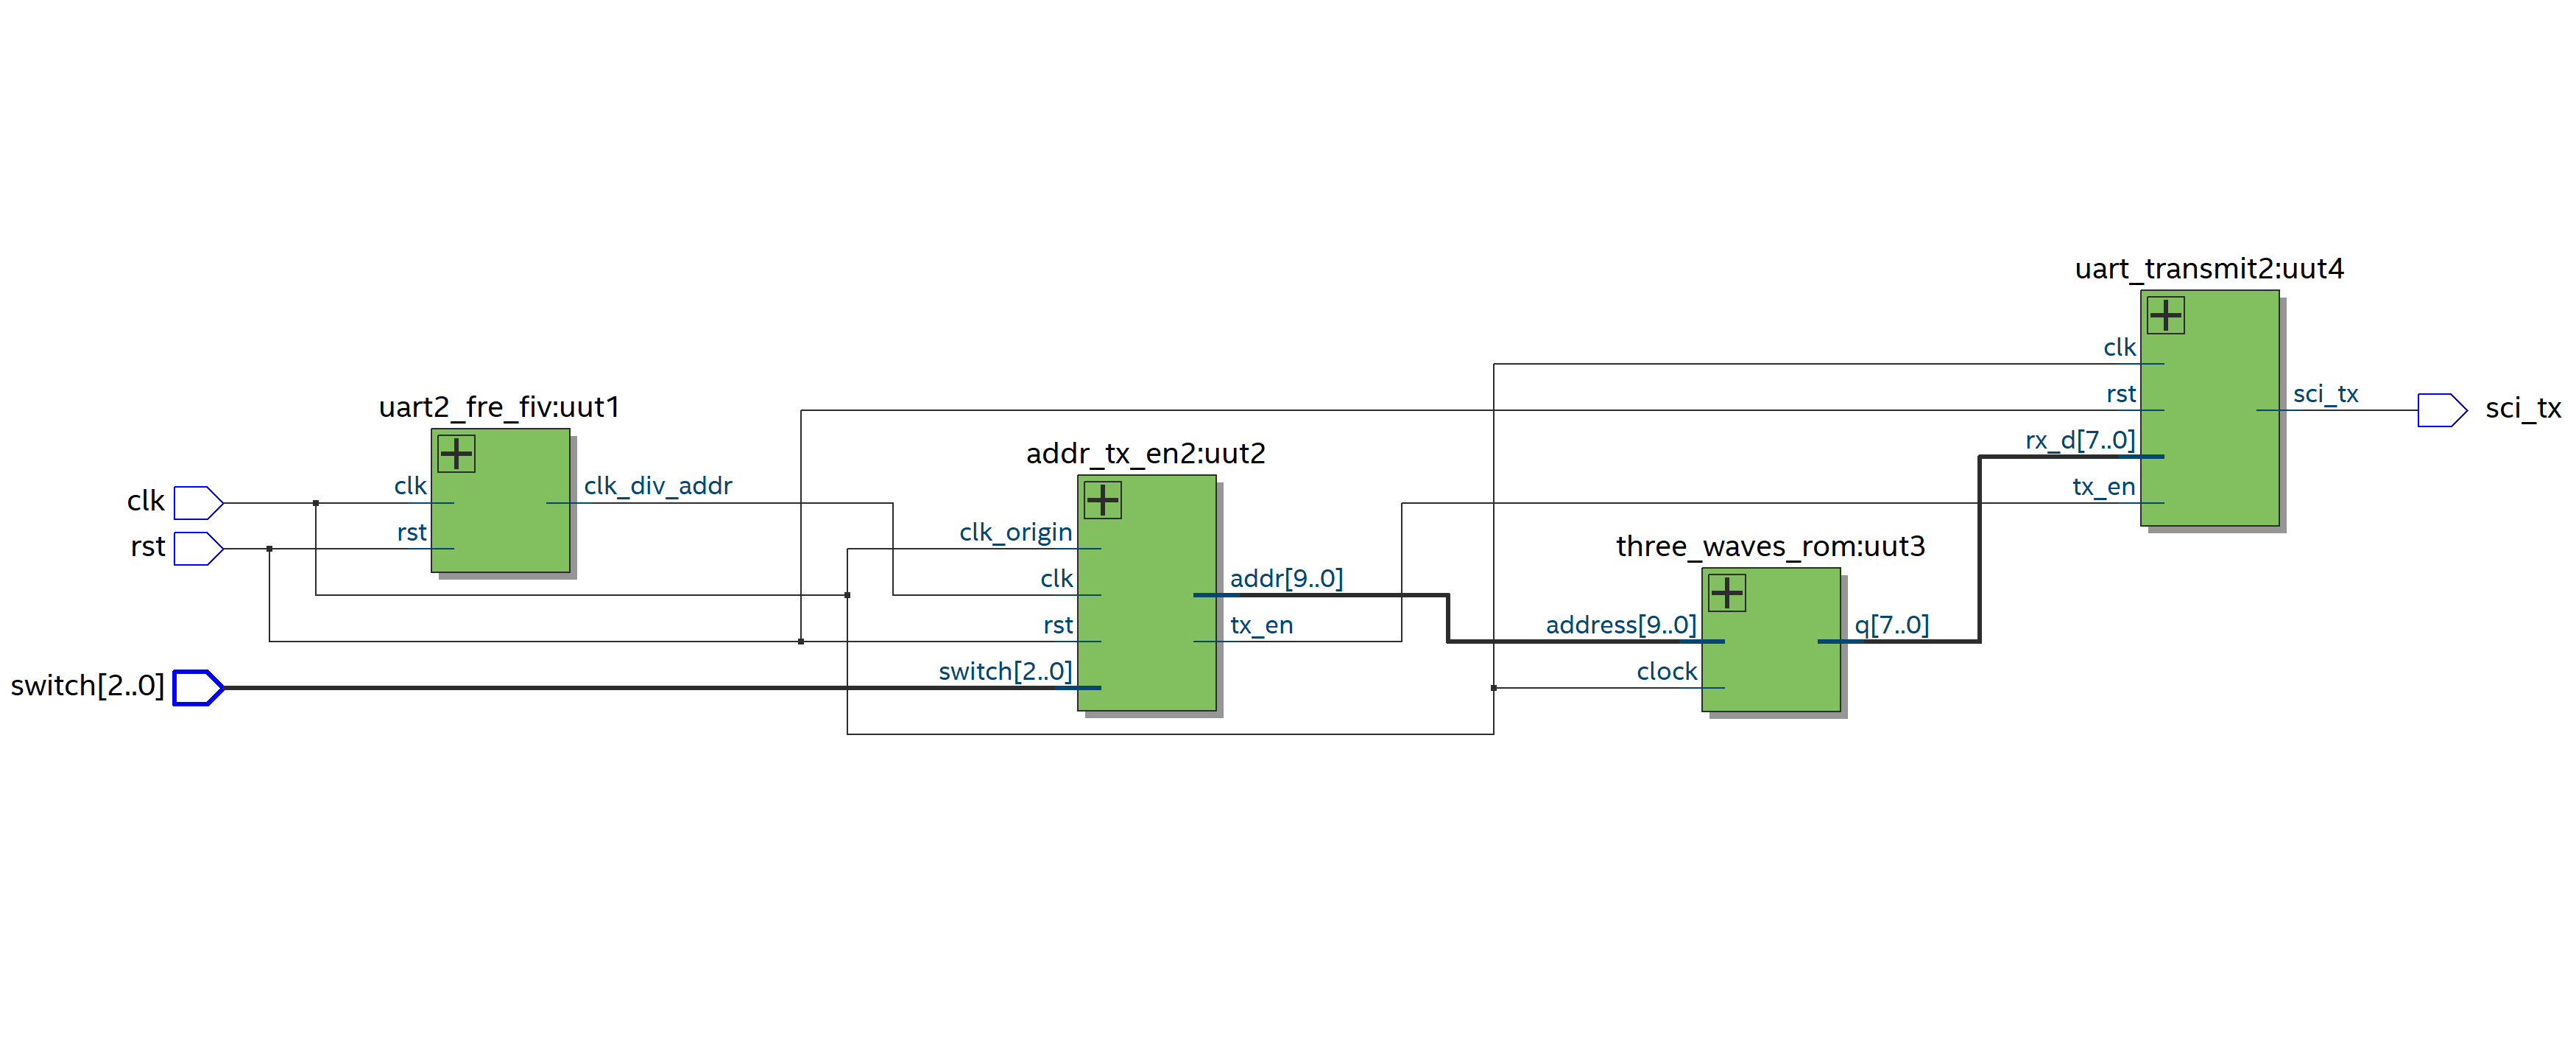 uart_transmit2:uut4
clk
rst
sci_tx
sci_tx
rx_d[7..0]
tx_en
uart2_fre_fiv:uut1
clk
clk
clk_div_addr
rst
rst
addr_tx_en2:uut2
clk_origin
clk
addr[9..0]
rst
tx_en
switch[2..0]
switch[2..0]
three_waves_rom:uut3
address[9..0]
q[7..0]
clock